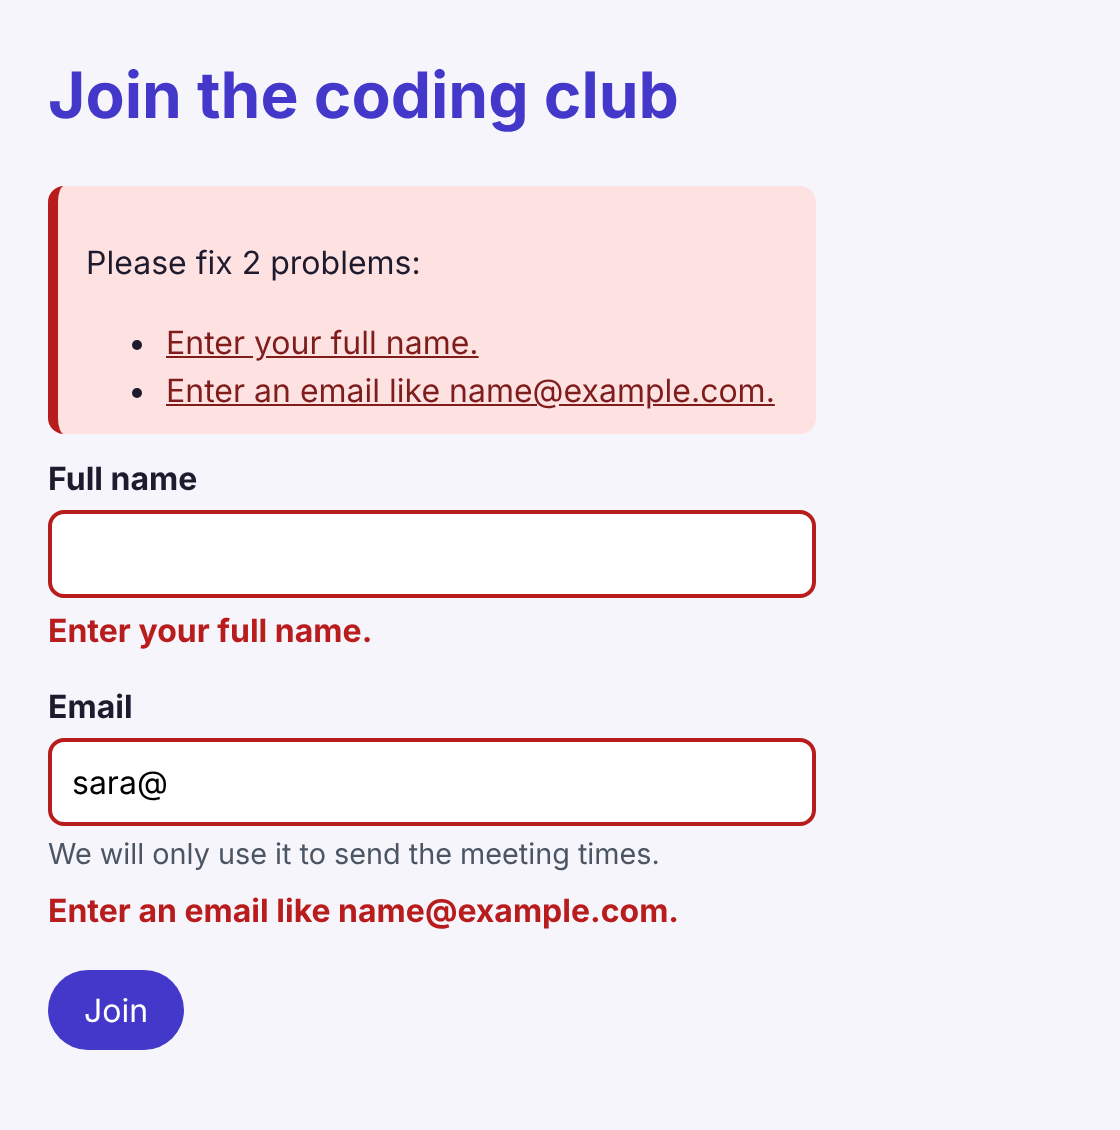 Join the coding club
Please fix 2 problems:
Enter your full name.
Enter an email like name@example.com.
Full name
Enter your full name.
Email
sara@
We will only use it to send the meeting times.
Enter an email like name@example.com.
Join